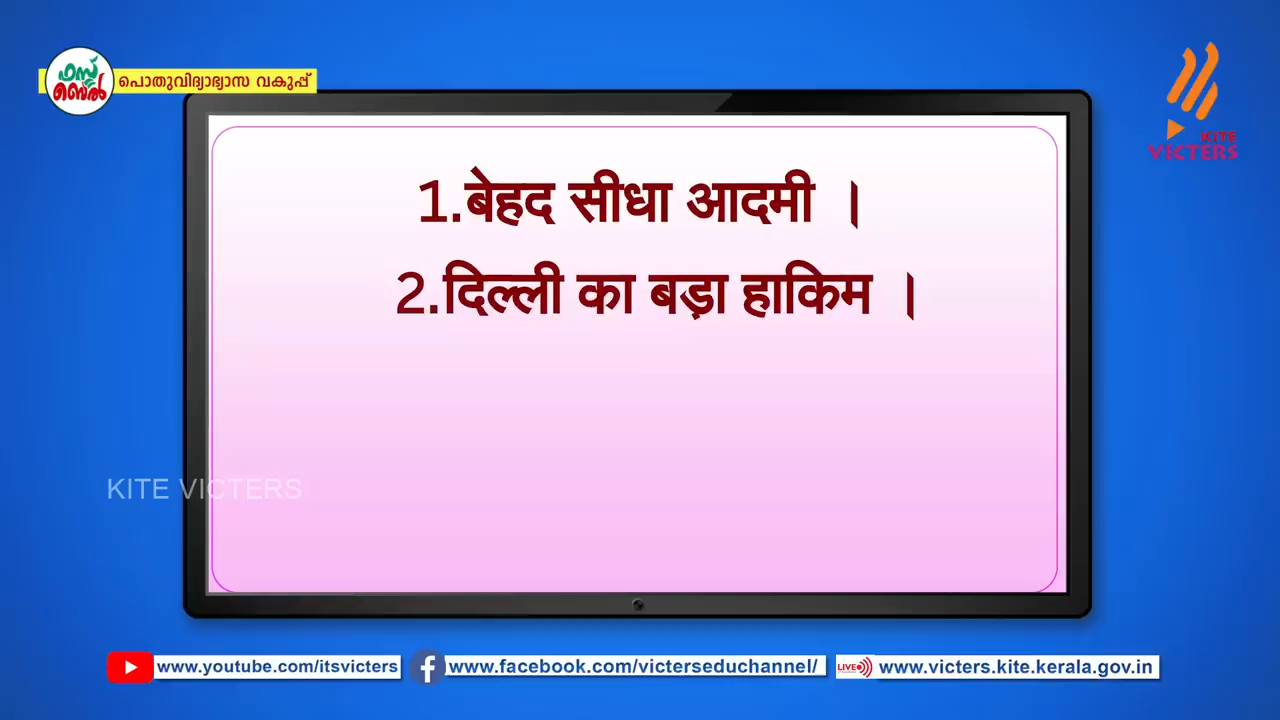 ഫസ്റ്റ്
ബെൽ
പൊതുവിദ്യാഭ്യാസ വകുപ്പ്
KITE
VICTERS
1.बेहद सीधा आदमी ।
2.दिल्ली का बड़ा हाकिम ।
KITE VICTERS
www.youtube.com/itsvicters
www.facebook.com/victerseduchannel/
LIVE
www.victers.kite.kerala.gov.in